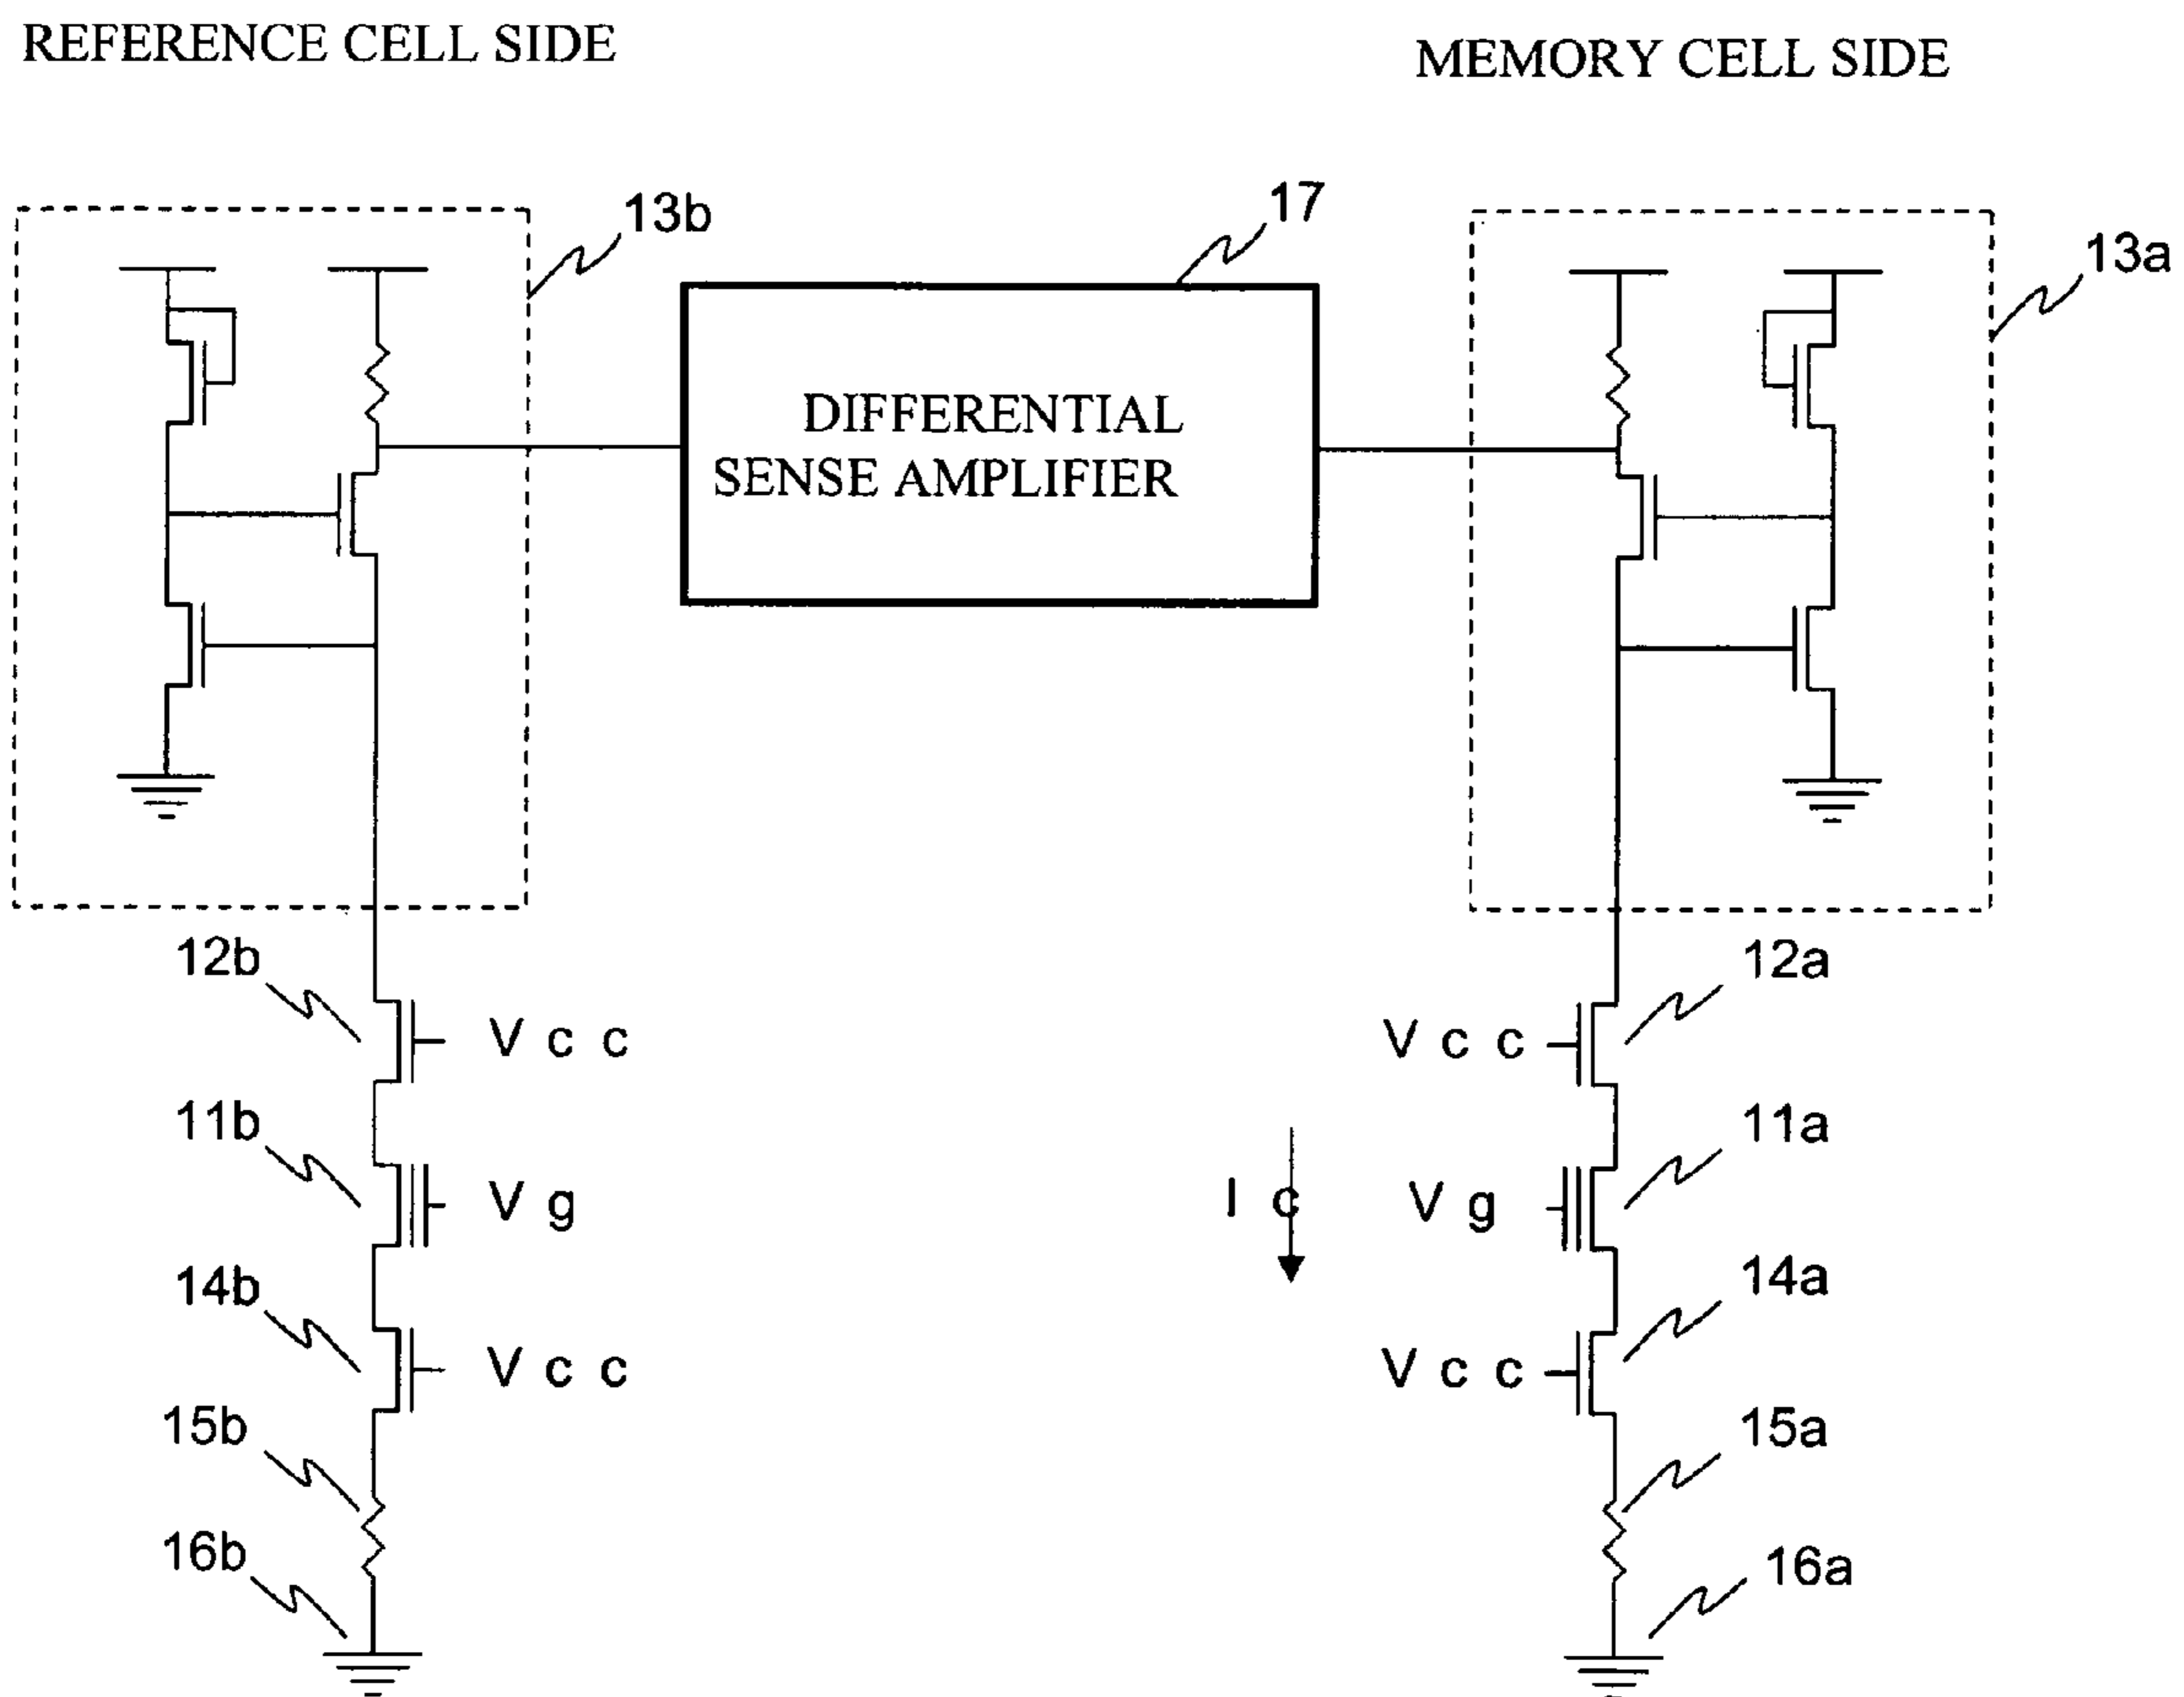 REFERENCE CELL SIDE
MEMORY CELL SIDE
13b
17
13a
DIFFERENTIAL
SENSE AMPLIFIER
12b
Vcc
Vcc
12a
11b
Vg
Ic
Vg
11a
14b
Vcc
Vcc
14a
15b
15a
16b
16a